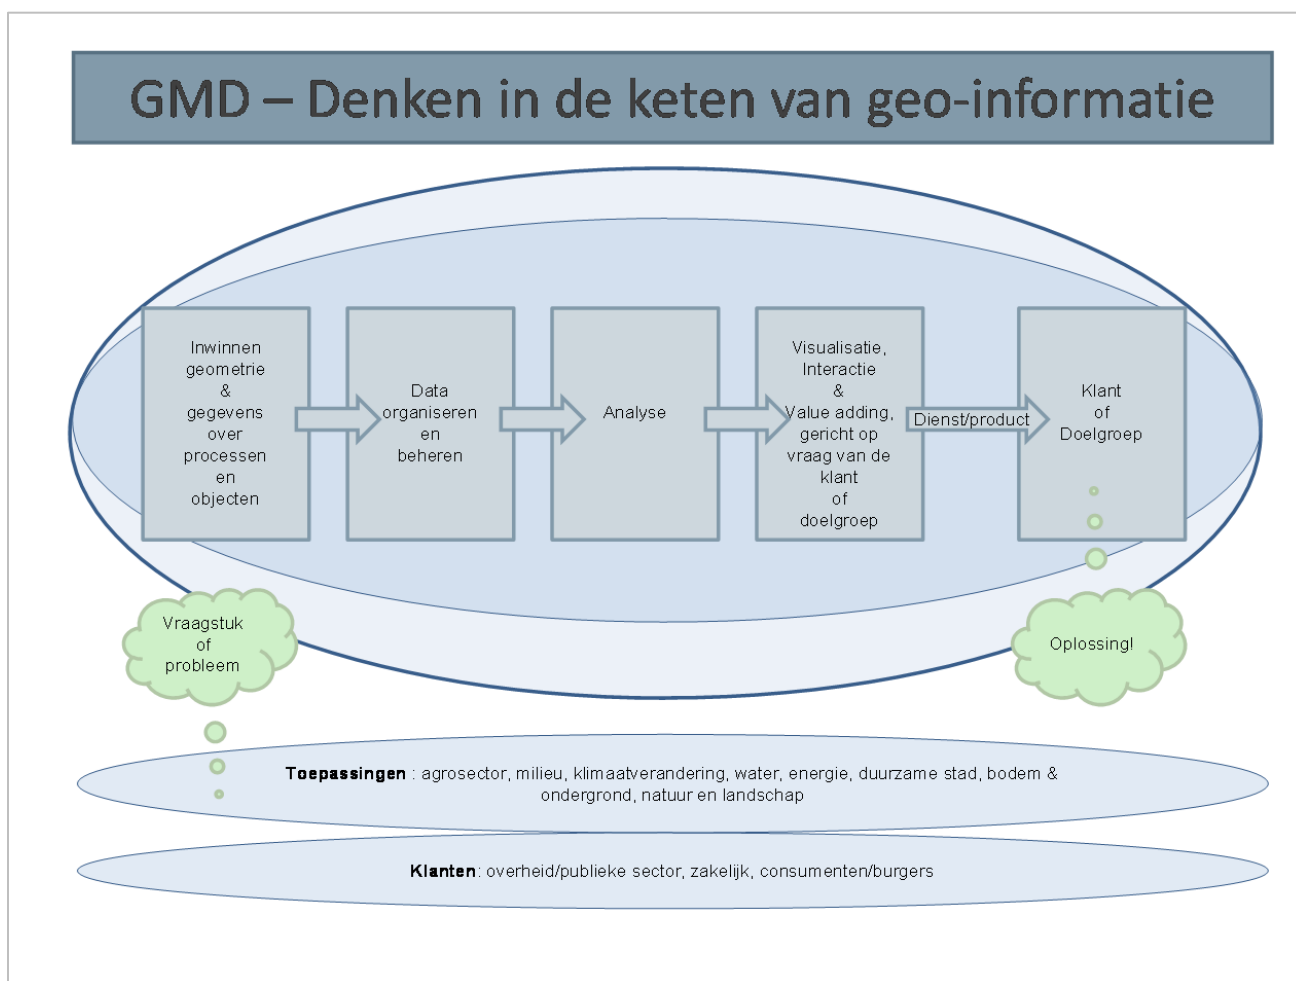 GMD – Denken in de keten van geo-informatie
Inwinnen
geometrie
&
gegevens
over
processen
en
objecten
Data
organiseren
en
beheren
Analyse
Visualisatie,
Interactie
&
Value adding,
gericht op
vraag van de
klant
of
doelgroep
Dienst/product
Klant
of
Doelgroep
Vraagstuk
of
probleem
Oplossing!
Toepassingen : agrosector, milieu, klimaatverandering, water, energie, duurzame stad, bodem &
ondergrond, natuur en landschap
Klanten: overheid/publieke sector, zakelijk, consumenten/burgers